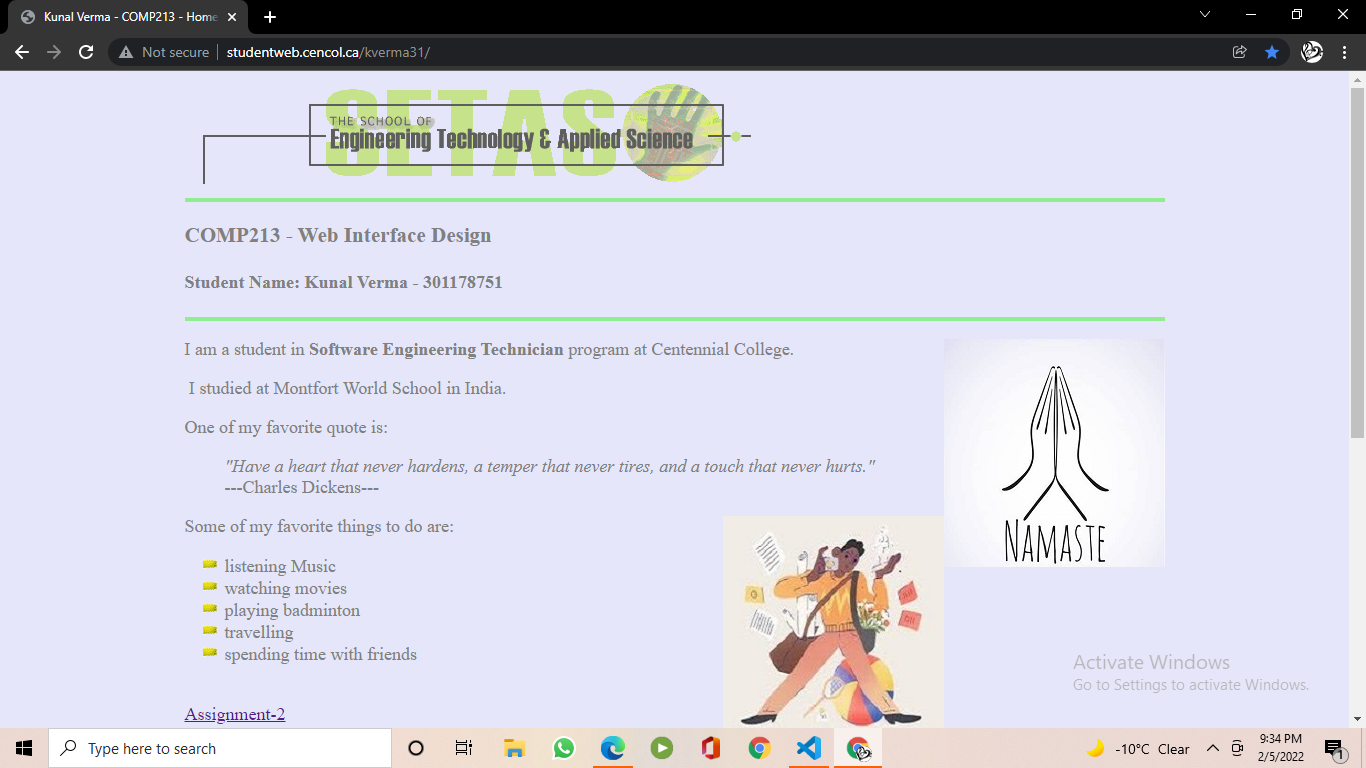 Kunal Verma - COMP213 - Home
Not secure
studentweb.cencol.ca/kverma31/
SETAS
THE SCHOOL OF
Engineering Technology & Applied Science
COMP213 - Web Interface Design
Student Name: Kunal Verma - 301178751
I am a student in Software Engineering Technician program at Centennial College.
I studied at Montfort World School in India.
One of my favorite quote is:
"Have a heart that never hardens, a temper that never tires, and a touch that never hurts."
---Charles Dickens---
NAMASTE
Some of my favorite things to do are:
listening Music
watching movies
playing badminton
travelling
spending time with friends
Assignment-2
Activate Windows
Go to Settings to activate Windows.
Type here to search
-10°C Clear
9:34 PM
2/5/2022
1